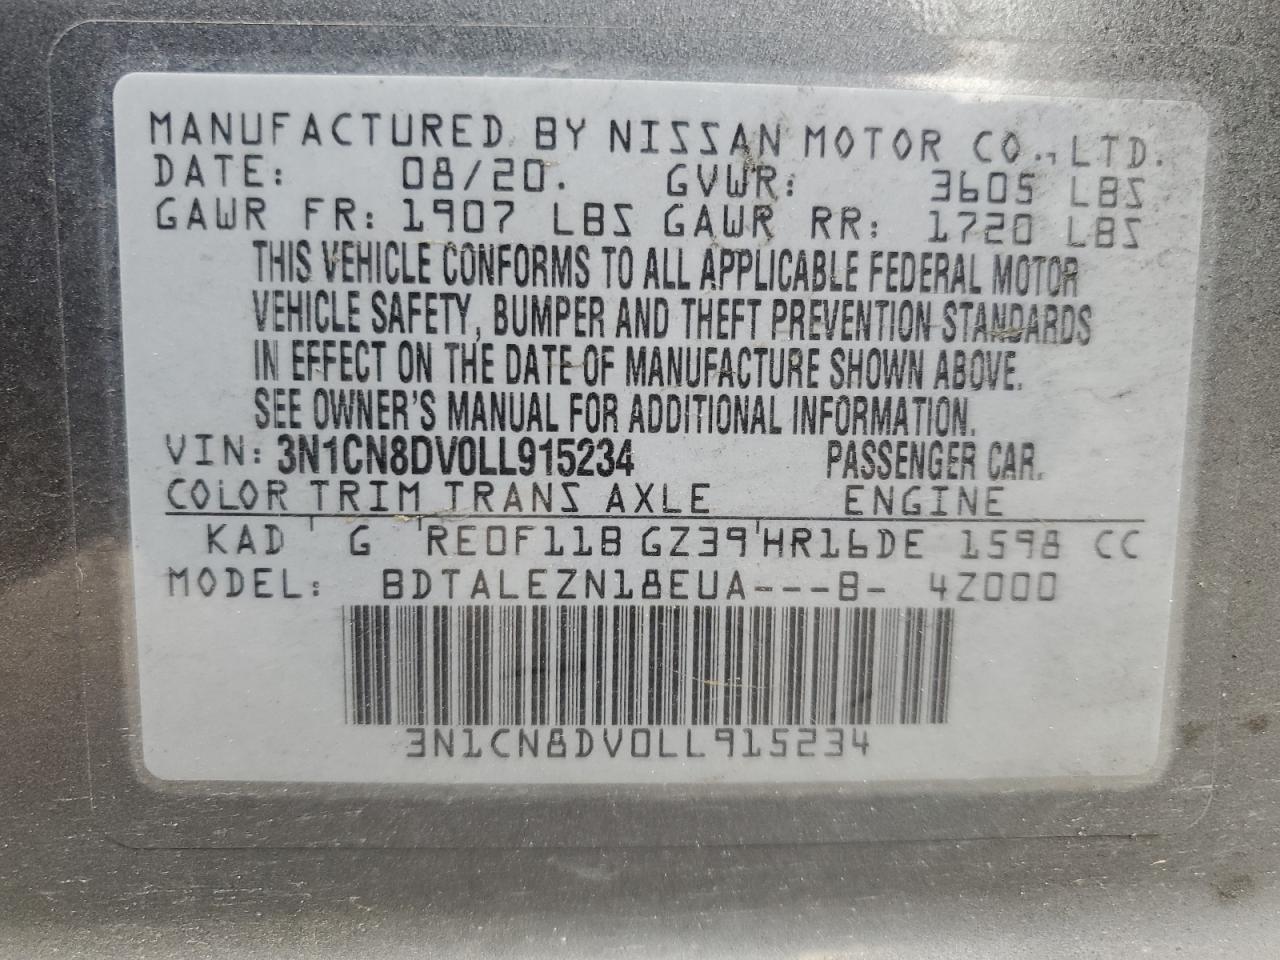 MANUFACTURED BY NISSAN MOTOR CO., LTD.
DATE: 08/20. GVWR: 3605 LBS
GAWR FR: 1907 LBS GAWR RR: 1720 LBS
THIS VEHICLE CONFORMS TO ALL APPLICABLE FEDERAL MOTOR
VEHICLE SAFETY, BUMPER AND THEFT PREVENTION STANDARDS
IN EFFECT ON THE DATE OF MANUFACTURE SHOWN ABOVE.
SEE OWNER'S MANUAL FOR ADDITIONAL INFORMATION.
VIN: 3N1CN8DV0LL915234 PASSENGER CAR.
COLOR TRIM TRANS AXLE ENGINE
KAD G RE0F11B GZ39 HR16DE 1598 CC
MODEL: BDTALEZN18EUA---B- 4Z000
3N1CN8DV0LL915234